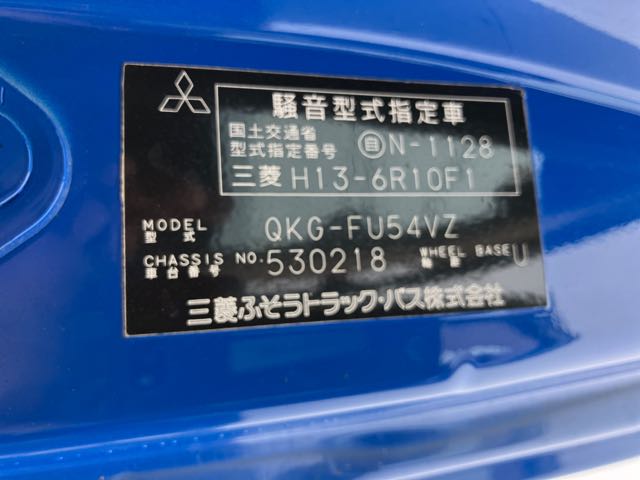 騒音型式指定車
国土交通省
型式指定番号 自N-1128
三菱 H13-6R10F1
MODEL
型式 QKG-FU54VZ
CHASSIS NO.
車台番号 530218 WHEEL BASE
軸距 U
三菱ふそうトラック・バス株式会社